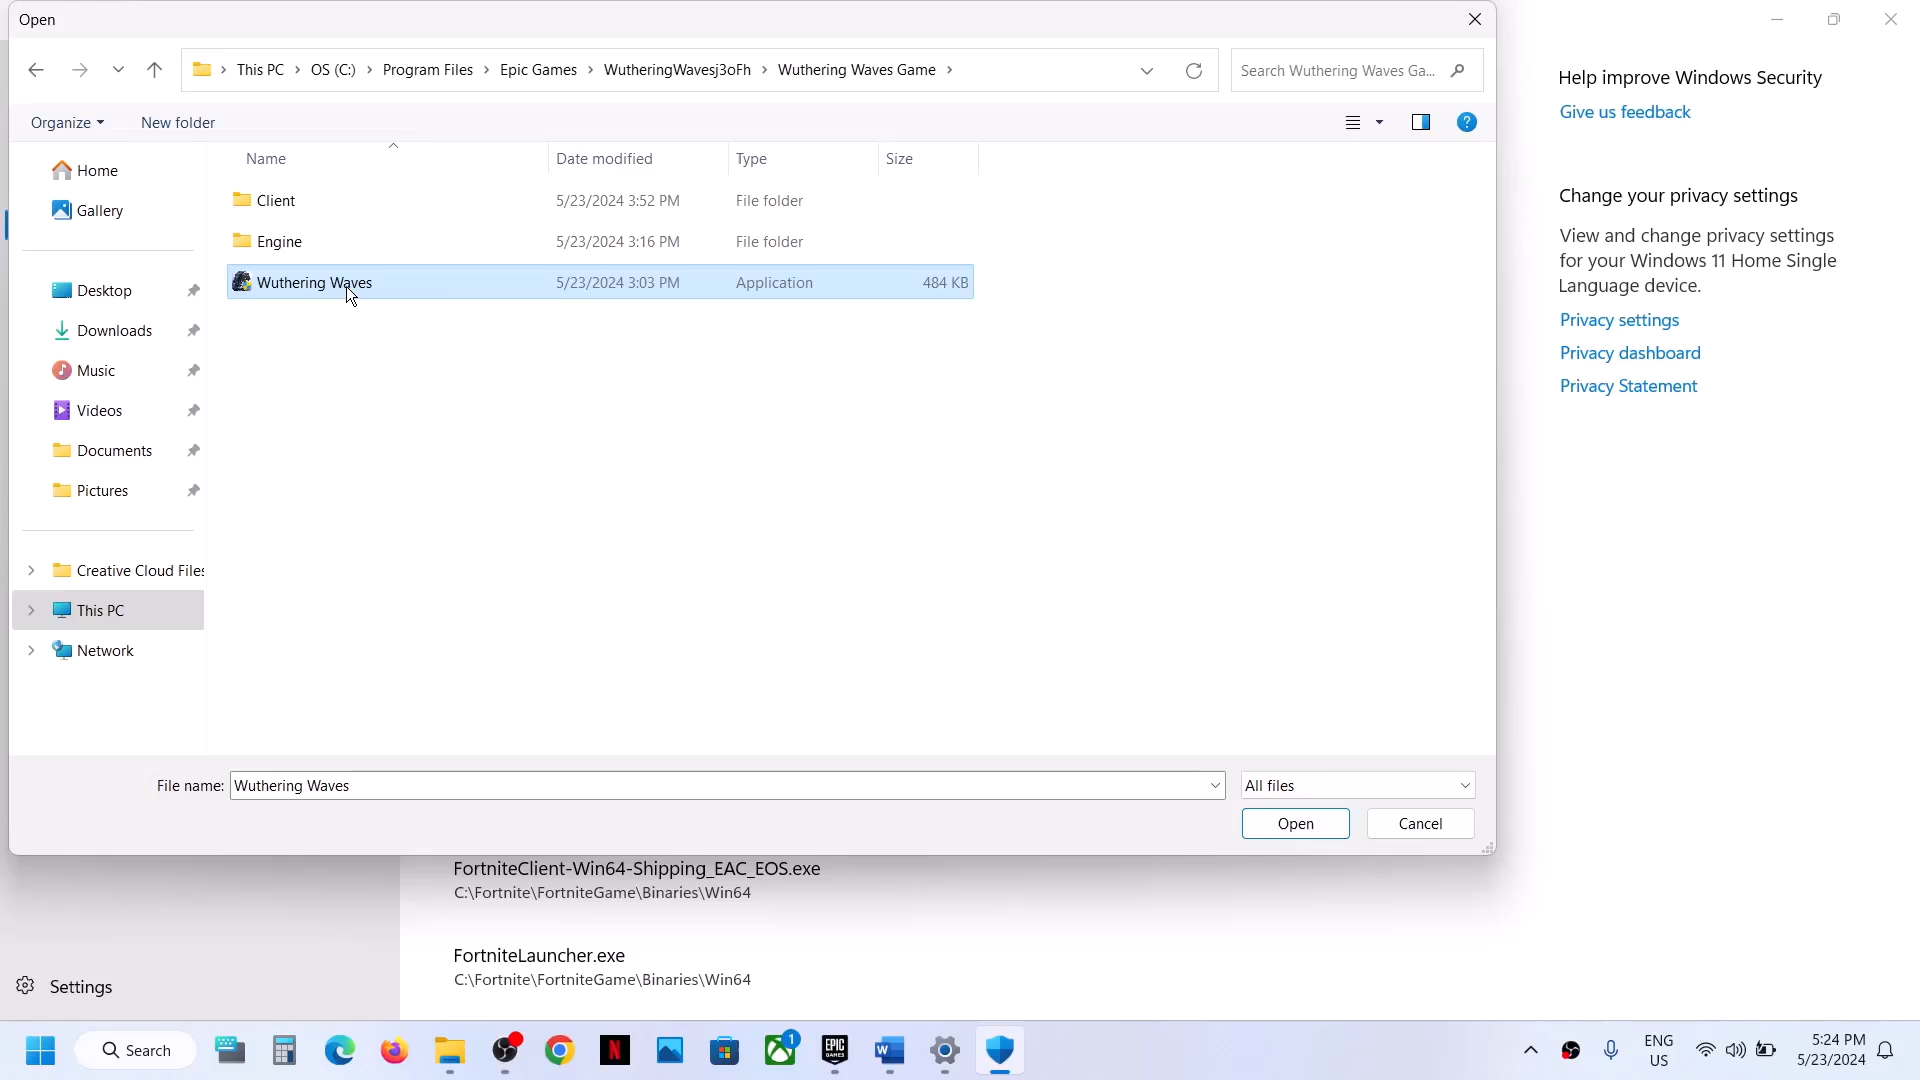 Open
This PC > OS (C:) > Program Files > Epic Games > WutheringWavesj3oFh > Wuthering Waves Game >
Search Wuthering Waves Ga...
Organize
New folder
Name
Date modified
Type
Size
Client
5/23/2024 3:52 PM
File folder
Engine
5/23/2024 3:16 PM
File folder
Wuthering Waves
5/23/2024 3:03 PM
Application
484 KB
Home
Gallery
Desktop
Downloads
Music
Videos
Documents
Pictures
Creative Cloud Files
This PC
Network
File name:
Wuthering Waves
All files
Open
Cancel
Help improve Windows Security
Give us feedback
Change your privacy settings
View and change privacy settings
for your Windows 11 Home Single
Language device.
Privacy settings
Privacy dashboard
Privacy Statement
FortniteClient-Win64-Shipping_EAC_EOS.exe
C:\Fortnite\FortniteGame\Binaries\Win64
FortniteLauncher.exe
C:\Fortnite\FortniteGame\Binaries\Win64
Settings
Search
1
EPIC
GAMES
ENG
US
5:24 PM
5/23/2024